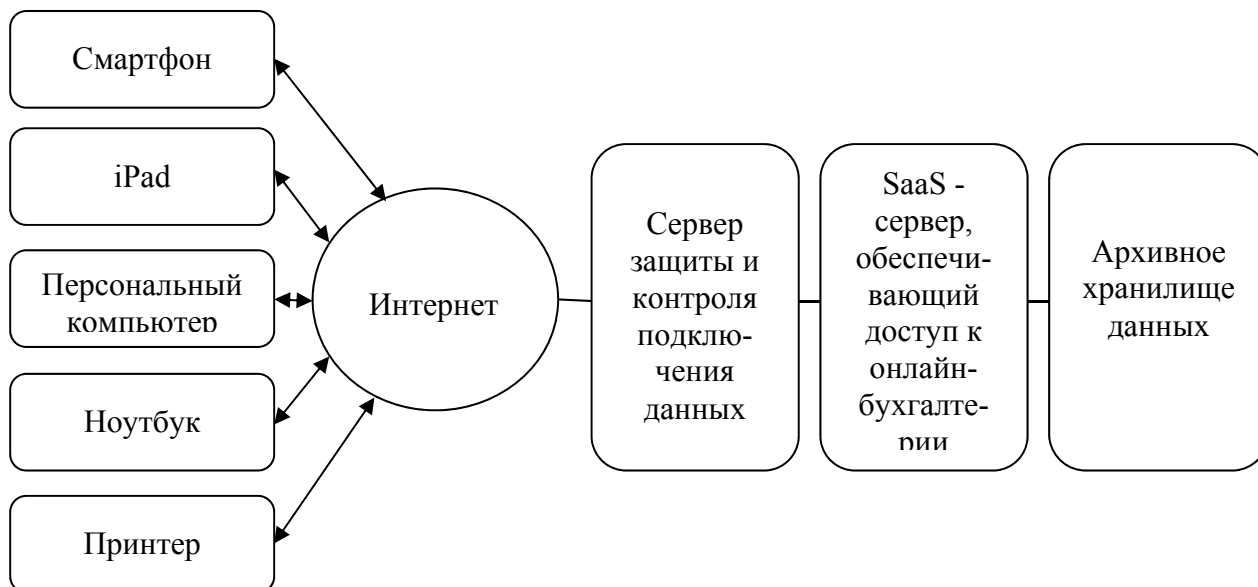 Смартфон
iPad
Персональный
компьютер
Ноутбук
Принтер
Интернет
Сервер
защиты и
контроля
подклю-
чения
данных
SaaS -
сервер,
обеспечи-
вающий
доступ к
онлайн-
бухгалте-
рии
Архивное
хранилище
данных